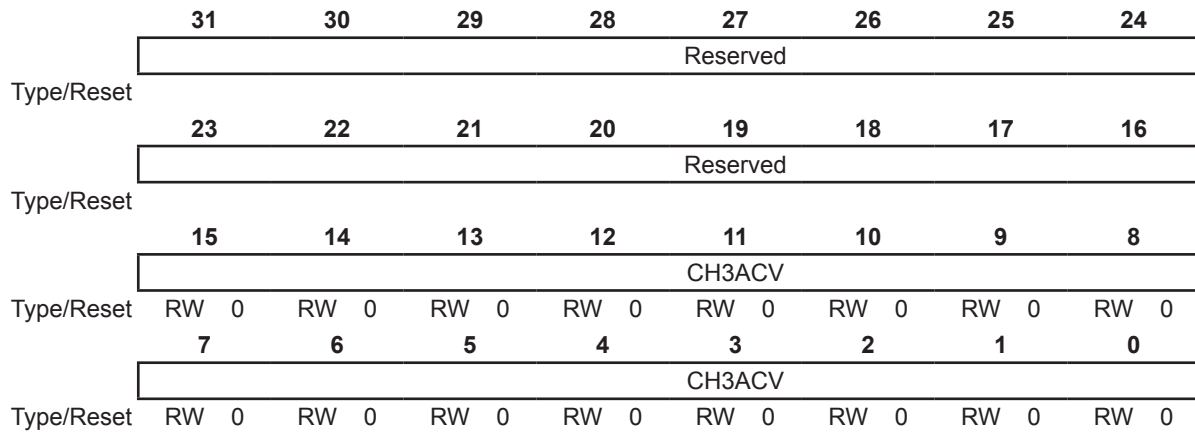 31 30 29 28 27 26 25 24
Reserved
Type/Reset
23 22 21 20 19 18 17 16
Reserved
Type/Reset
15 14 13 12 11 10 9 8
CH3ACV
Type/Reset RW 0 RW 0 RW 0 RW 0 RW 0 RW 0 RW 0 RW 0
7 6 5 4 3 2 1 0
CH3ACV
Type/Reset RW 0 RW 0 RW 0 RW 0 RW 0 RW 0 RW 0 RW 0